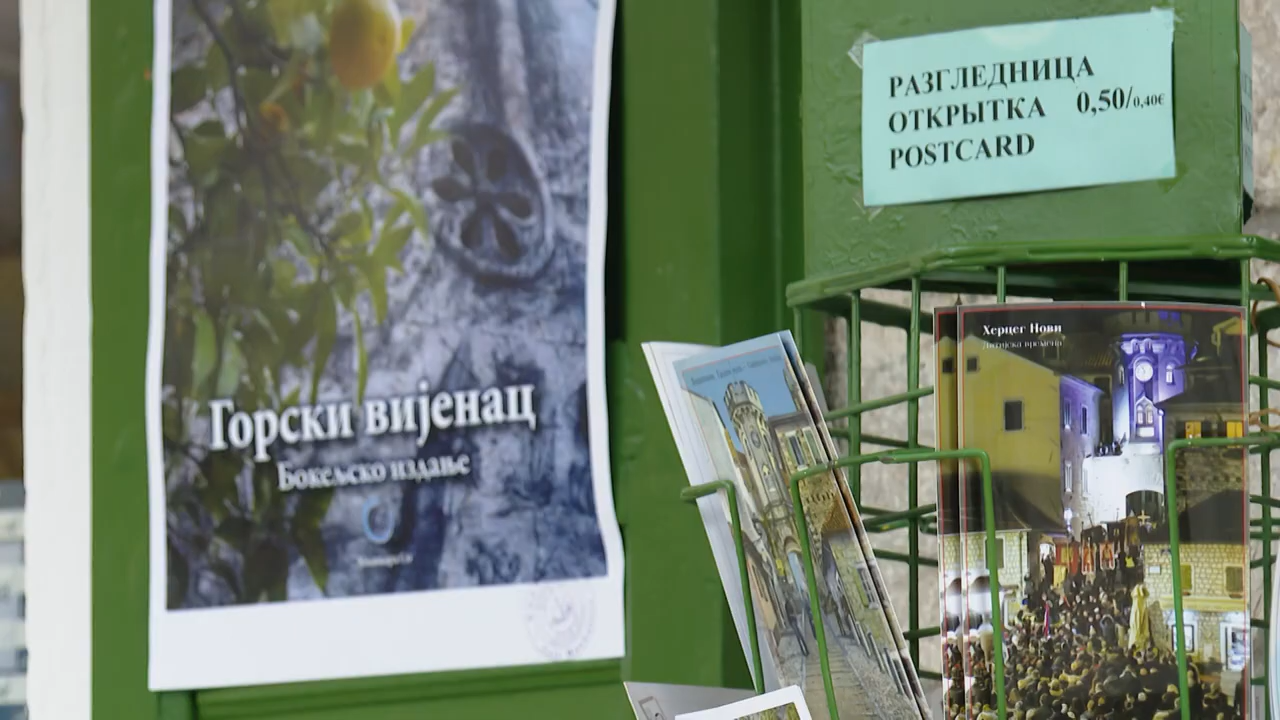 Горски вијенац
Бокељско издање
РАЗГЛЕДНИЦА
ОТКРЫТКА 0,50/0,40€
POSTCARD
Херцег Нови